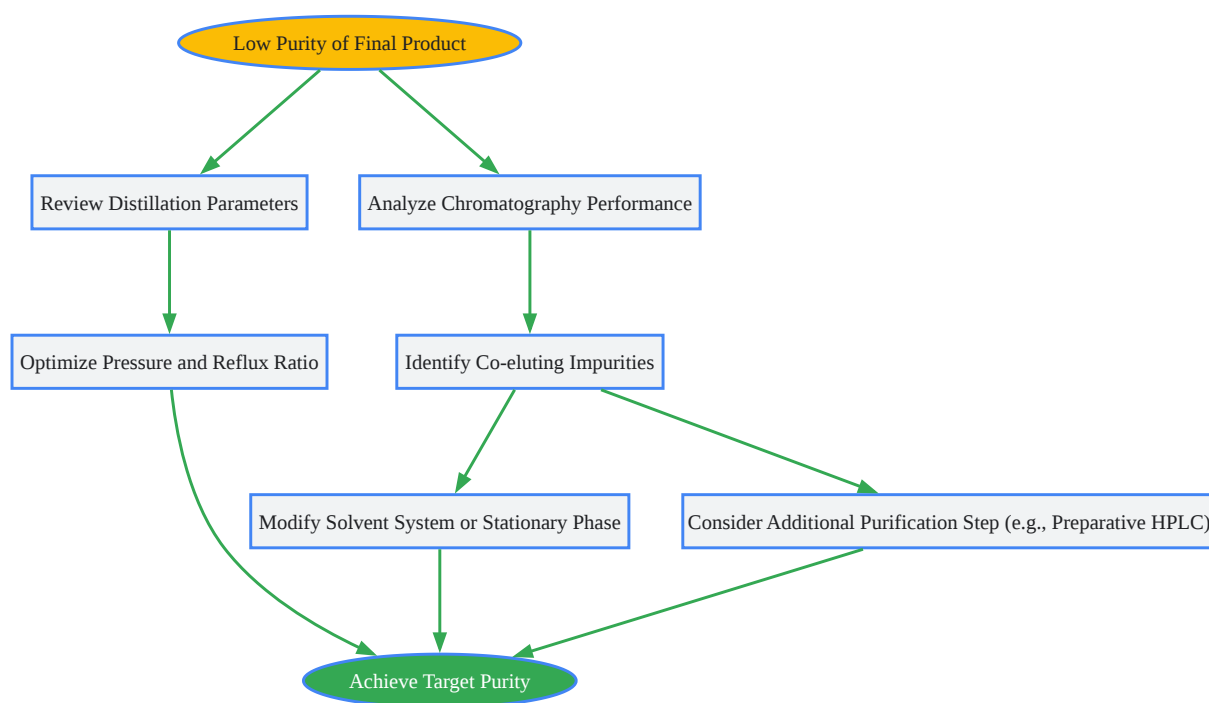 Low Purity of Final Product
Review Distillation Parameters
Analyze Chromatography Performance
Optimize Pressure and Reflux Ratio
Identify Co-eluting Impurities
Modify Solvent System or Stationary Phase
Consider Additional Purification Step (e.g., Preparative HPLC)
Achieve Target Purity